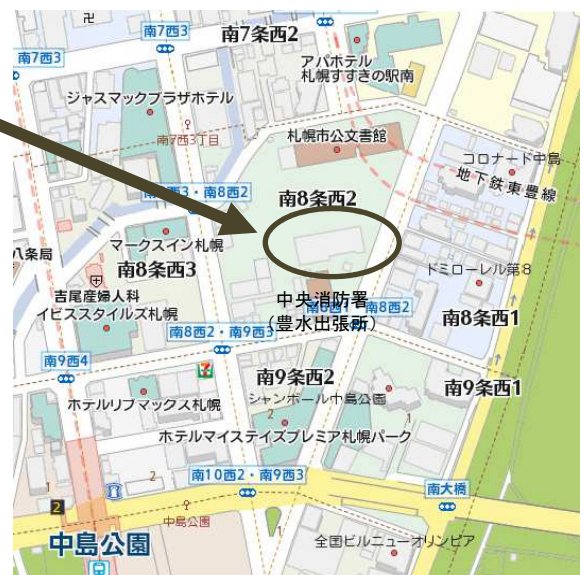 南7西3
南7条西2
南7西3
アパホテル
札幌すすきの駅南
ジャスマックプラザホテル
南7西3丁目
札幌市公文書館
コロナード中島
地下鉄東豊線
西3・南8西2
南8条西2
マークスイン札幌
八条局
南8条西3
ドミローレル第8
吉尾産婦人科
イビススタイルズ札幌
中央消防署
(豊水出張所)
南8西2
南8条西1
南8西2・南9西3
南9西4
南9条西2
南9条西1
シャンボール中島公園
ホテルリブマックス札幌
2
1
ホテルマイステイズプレミア札幌パーク
南10西2・南9西3
南大橋
2
1
2
中島公園
1
中島公園
全国ビルニューオリンピア